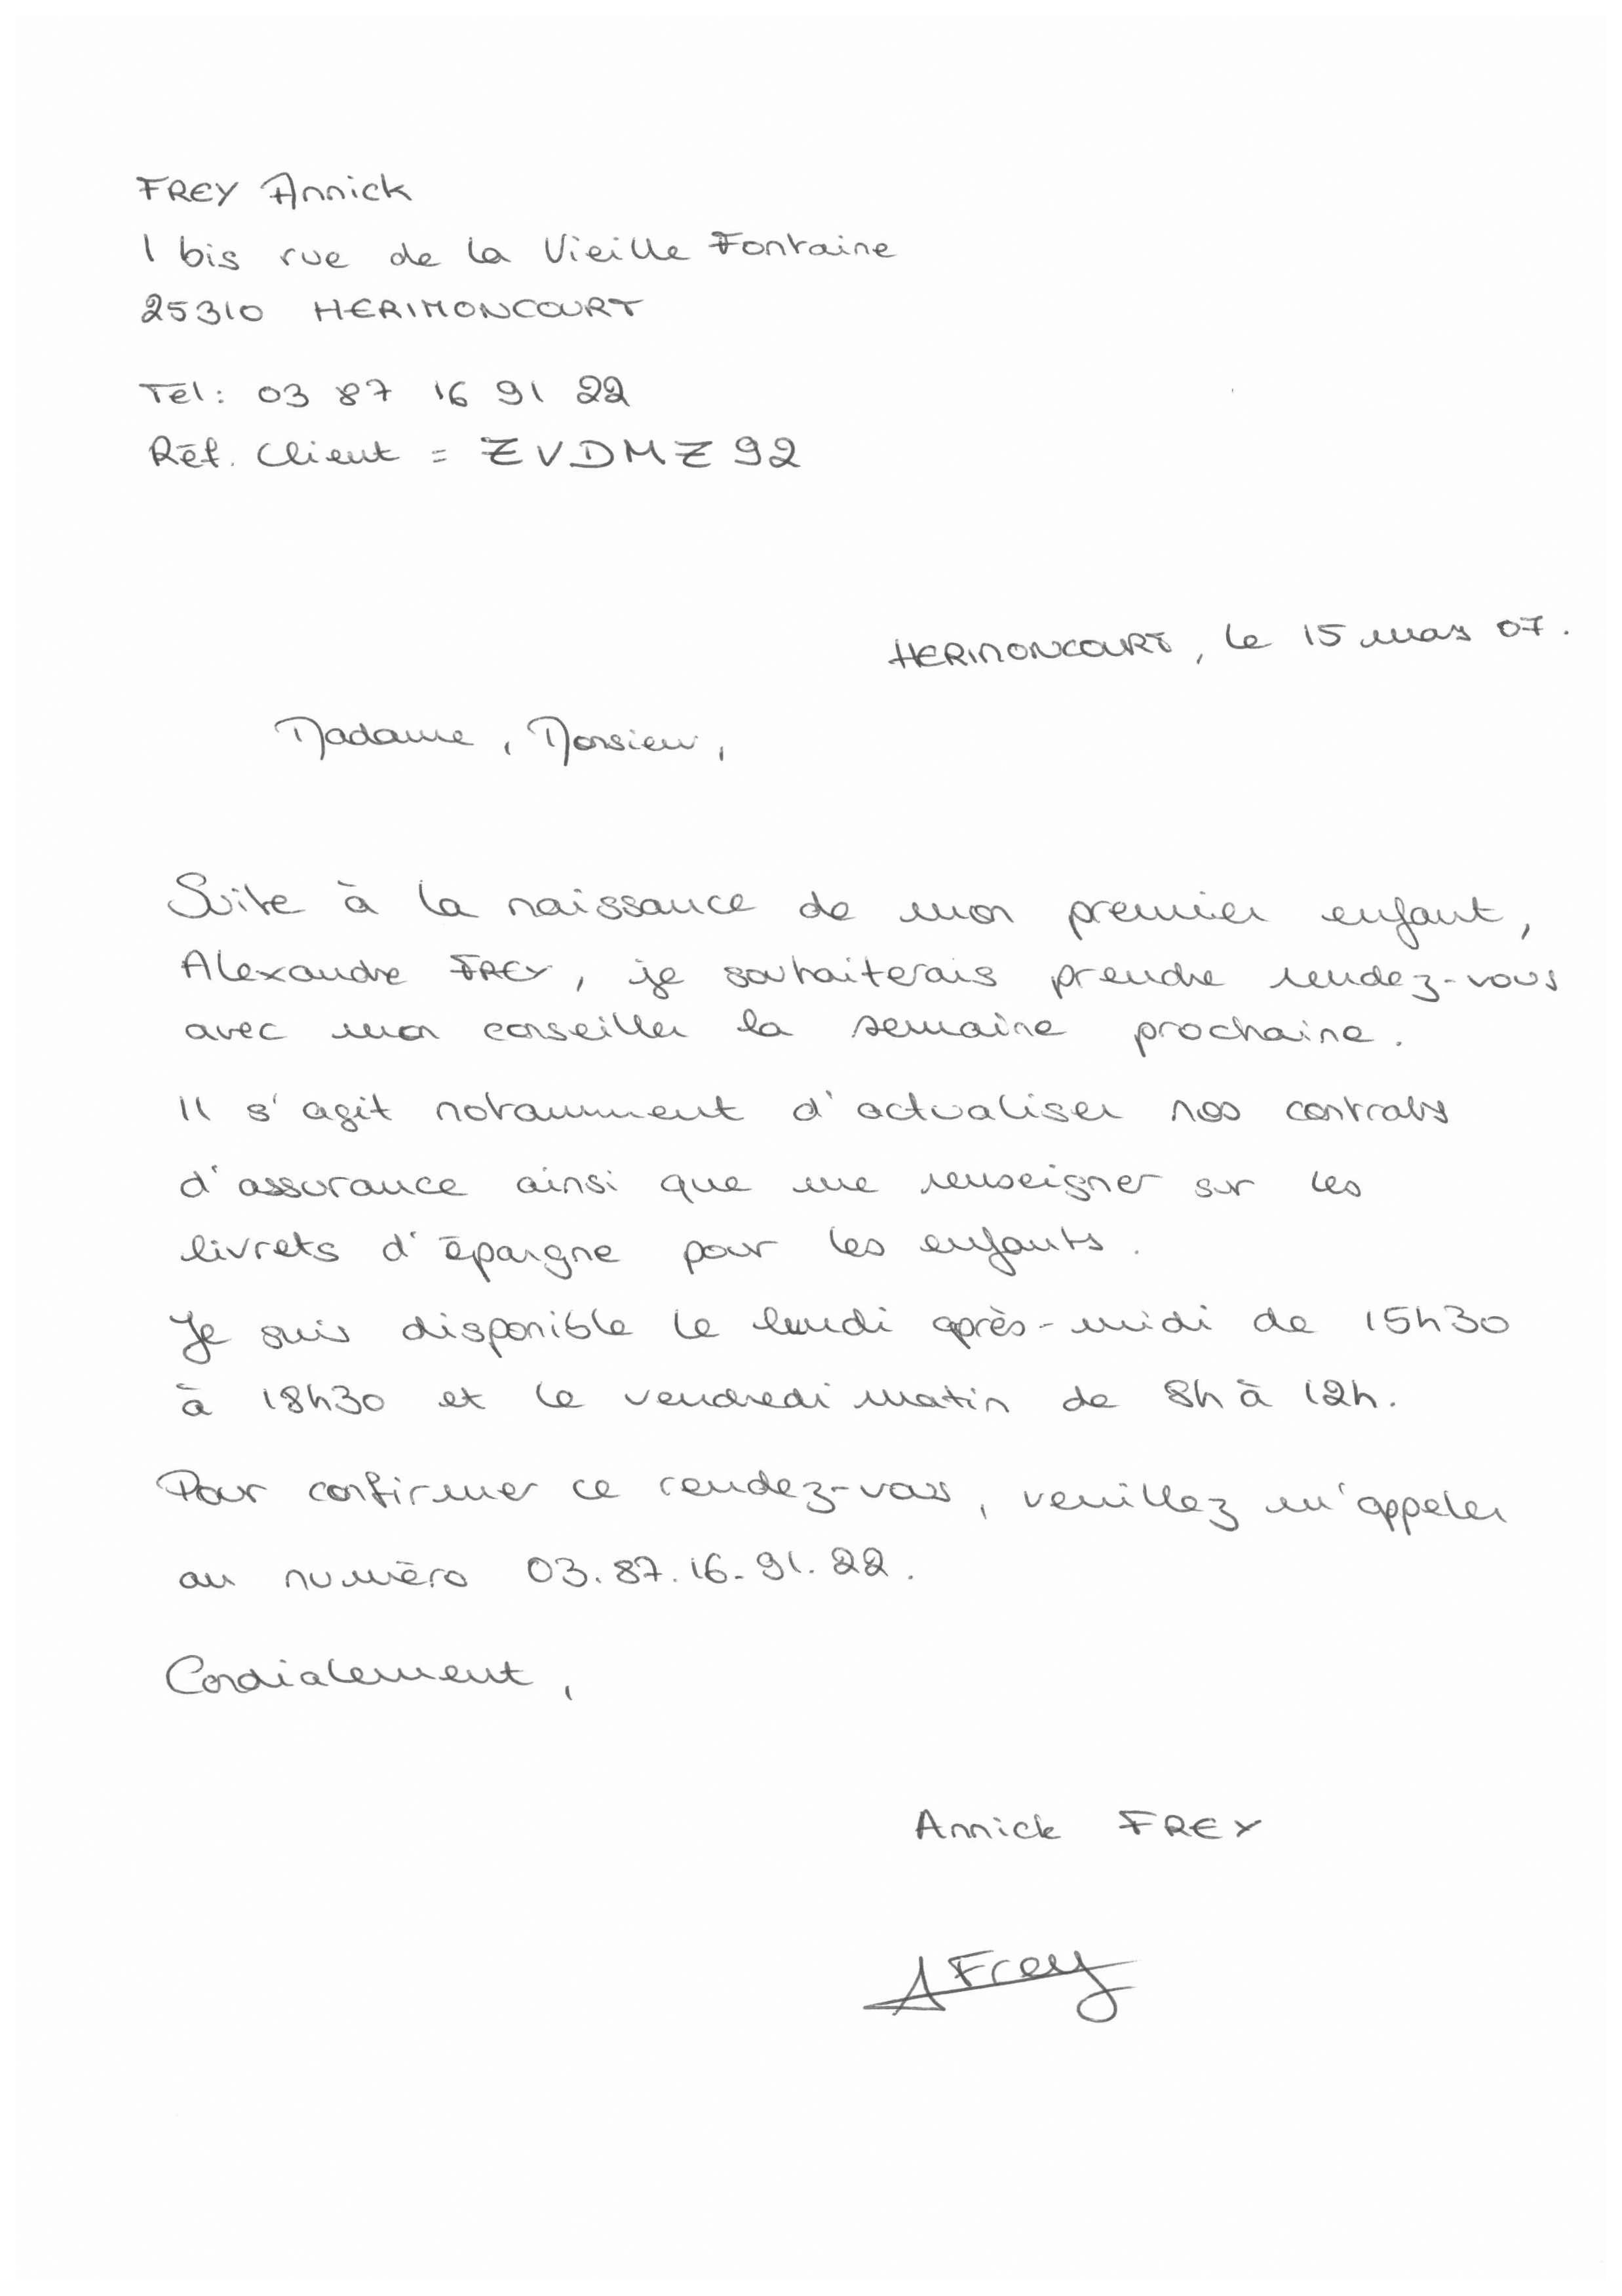 FREY Annick
1 bis rue de la Vieille Fontaine
25310 HERIMONCOURT
Tél: 03 87 16 91 22
Réf. Client = ZVDMZ92
HERIMONCOURT, le 15 mars 07.
Madame, Monsieur,
Suite à la naissance de mon premier enfant,
Alexandre FREY, je souhaiterais prendre rendez-vous
avec mon conseiller la semaine prochaine.
Il s'agit notamment d'actualiser nos contrats
d'assurance ainsi que me renseigner sur les
livrets d'épargne pour les enfants.
Je suis disponible le lundi après-midi de 15h30
à 18h30 et le vendredi matin de 8h à 12h.
Pour confirmer ce rendez-vous, veuillez m'appeler
au numéro 03.87.16.91.22.
Cordialement,
Annick FREY
A Frey